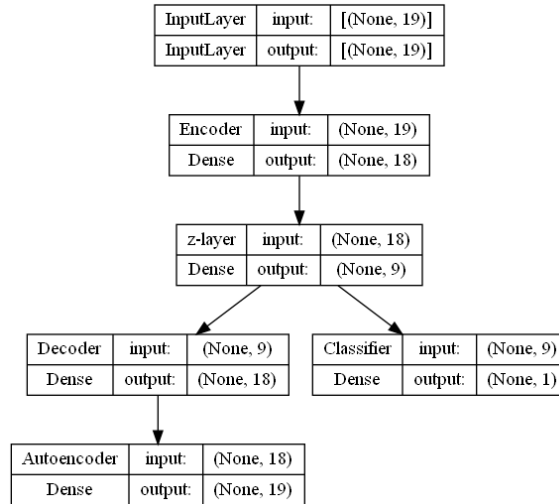 InputLayer input: [(None, 19)]
InputLayer output: [(None, 19)]
Encoder input: (None, 19)
Dense output: (None, 18)
z-layer input: (None, 18)
Dense output: (None, 9)
Decoder input: (None, 9)
Dense output: (None, 18)
Classifier input: (None, 9)
Dense output: (None, 1)
Autoencoder input: (None, 18)
Dense output: (None, 19)